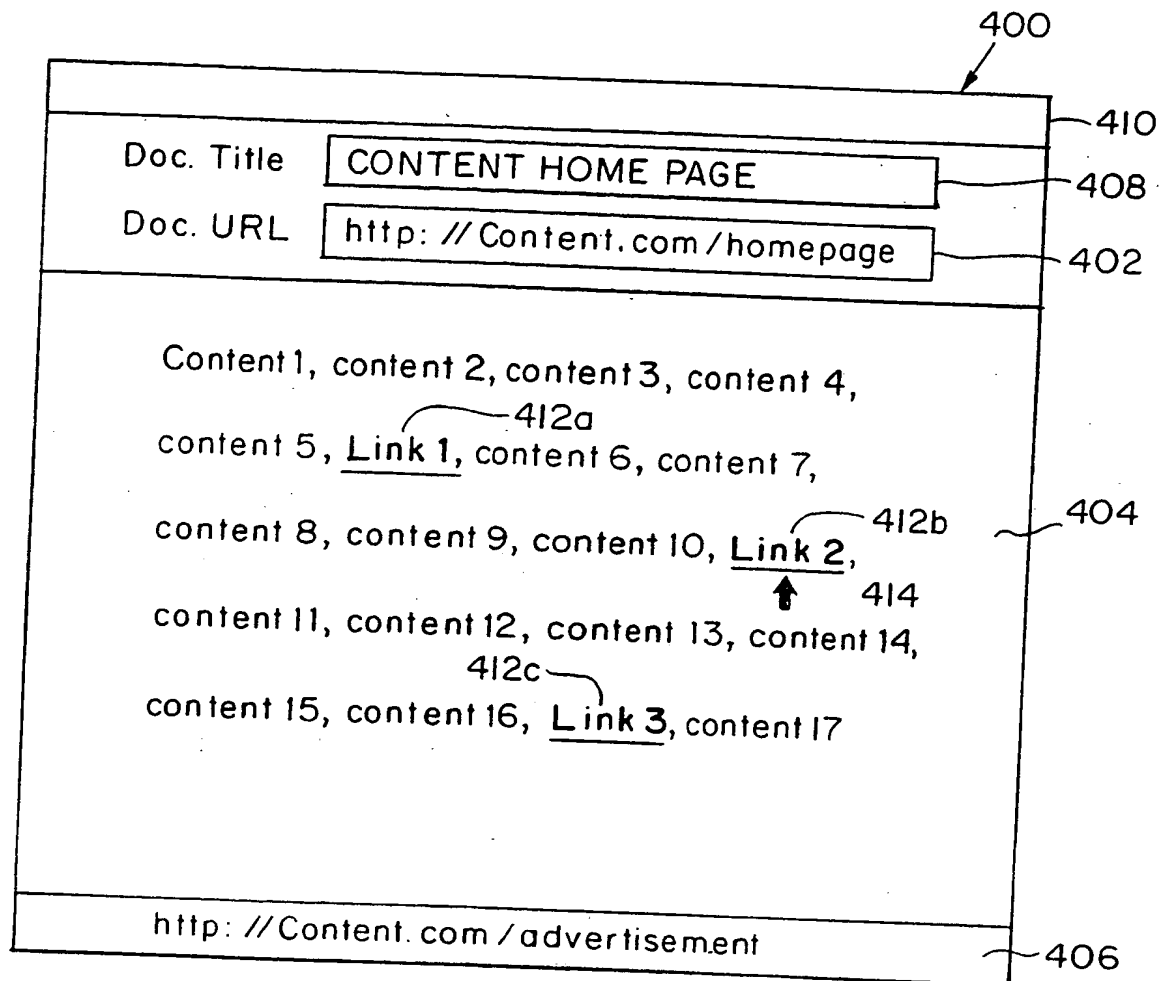 400
410
Doc. Title CONTENT HOME PAGE 408
Doc. URL http: //Content.com/homepage 402
Content 1, content 2, content 3, content 4,
412a
content 5, Link 1, content 6, content 7,
412b 404
content 8, content 9, content 10, Link 2,
414
content 11, content 12, content 13, content 14,
412c
content 15, content 16, Link 3, content 17
http: //Content.com/advertisement 406